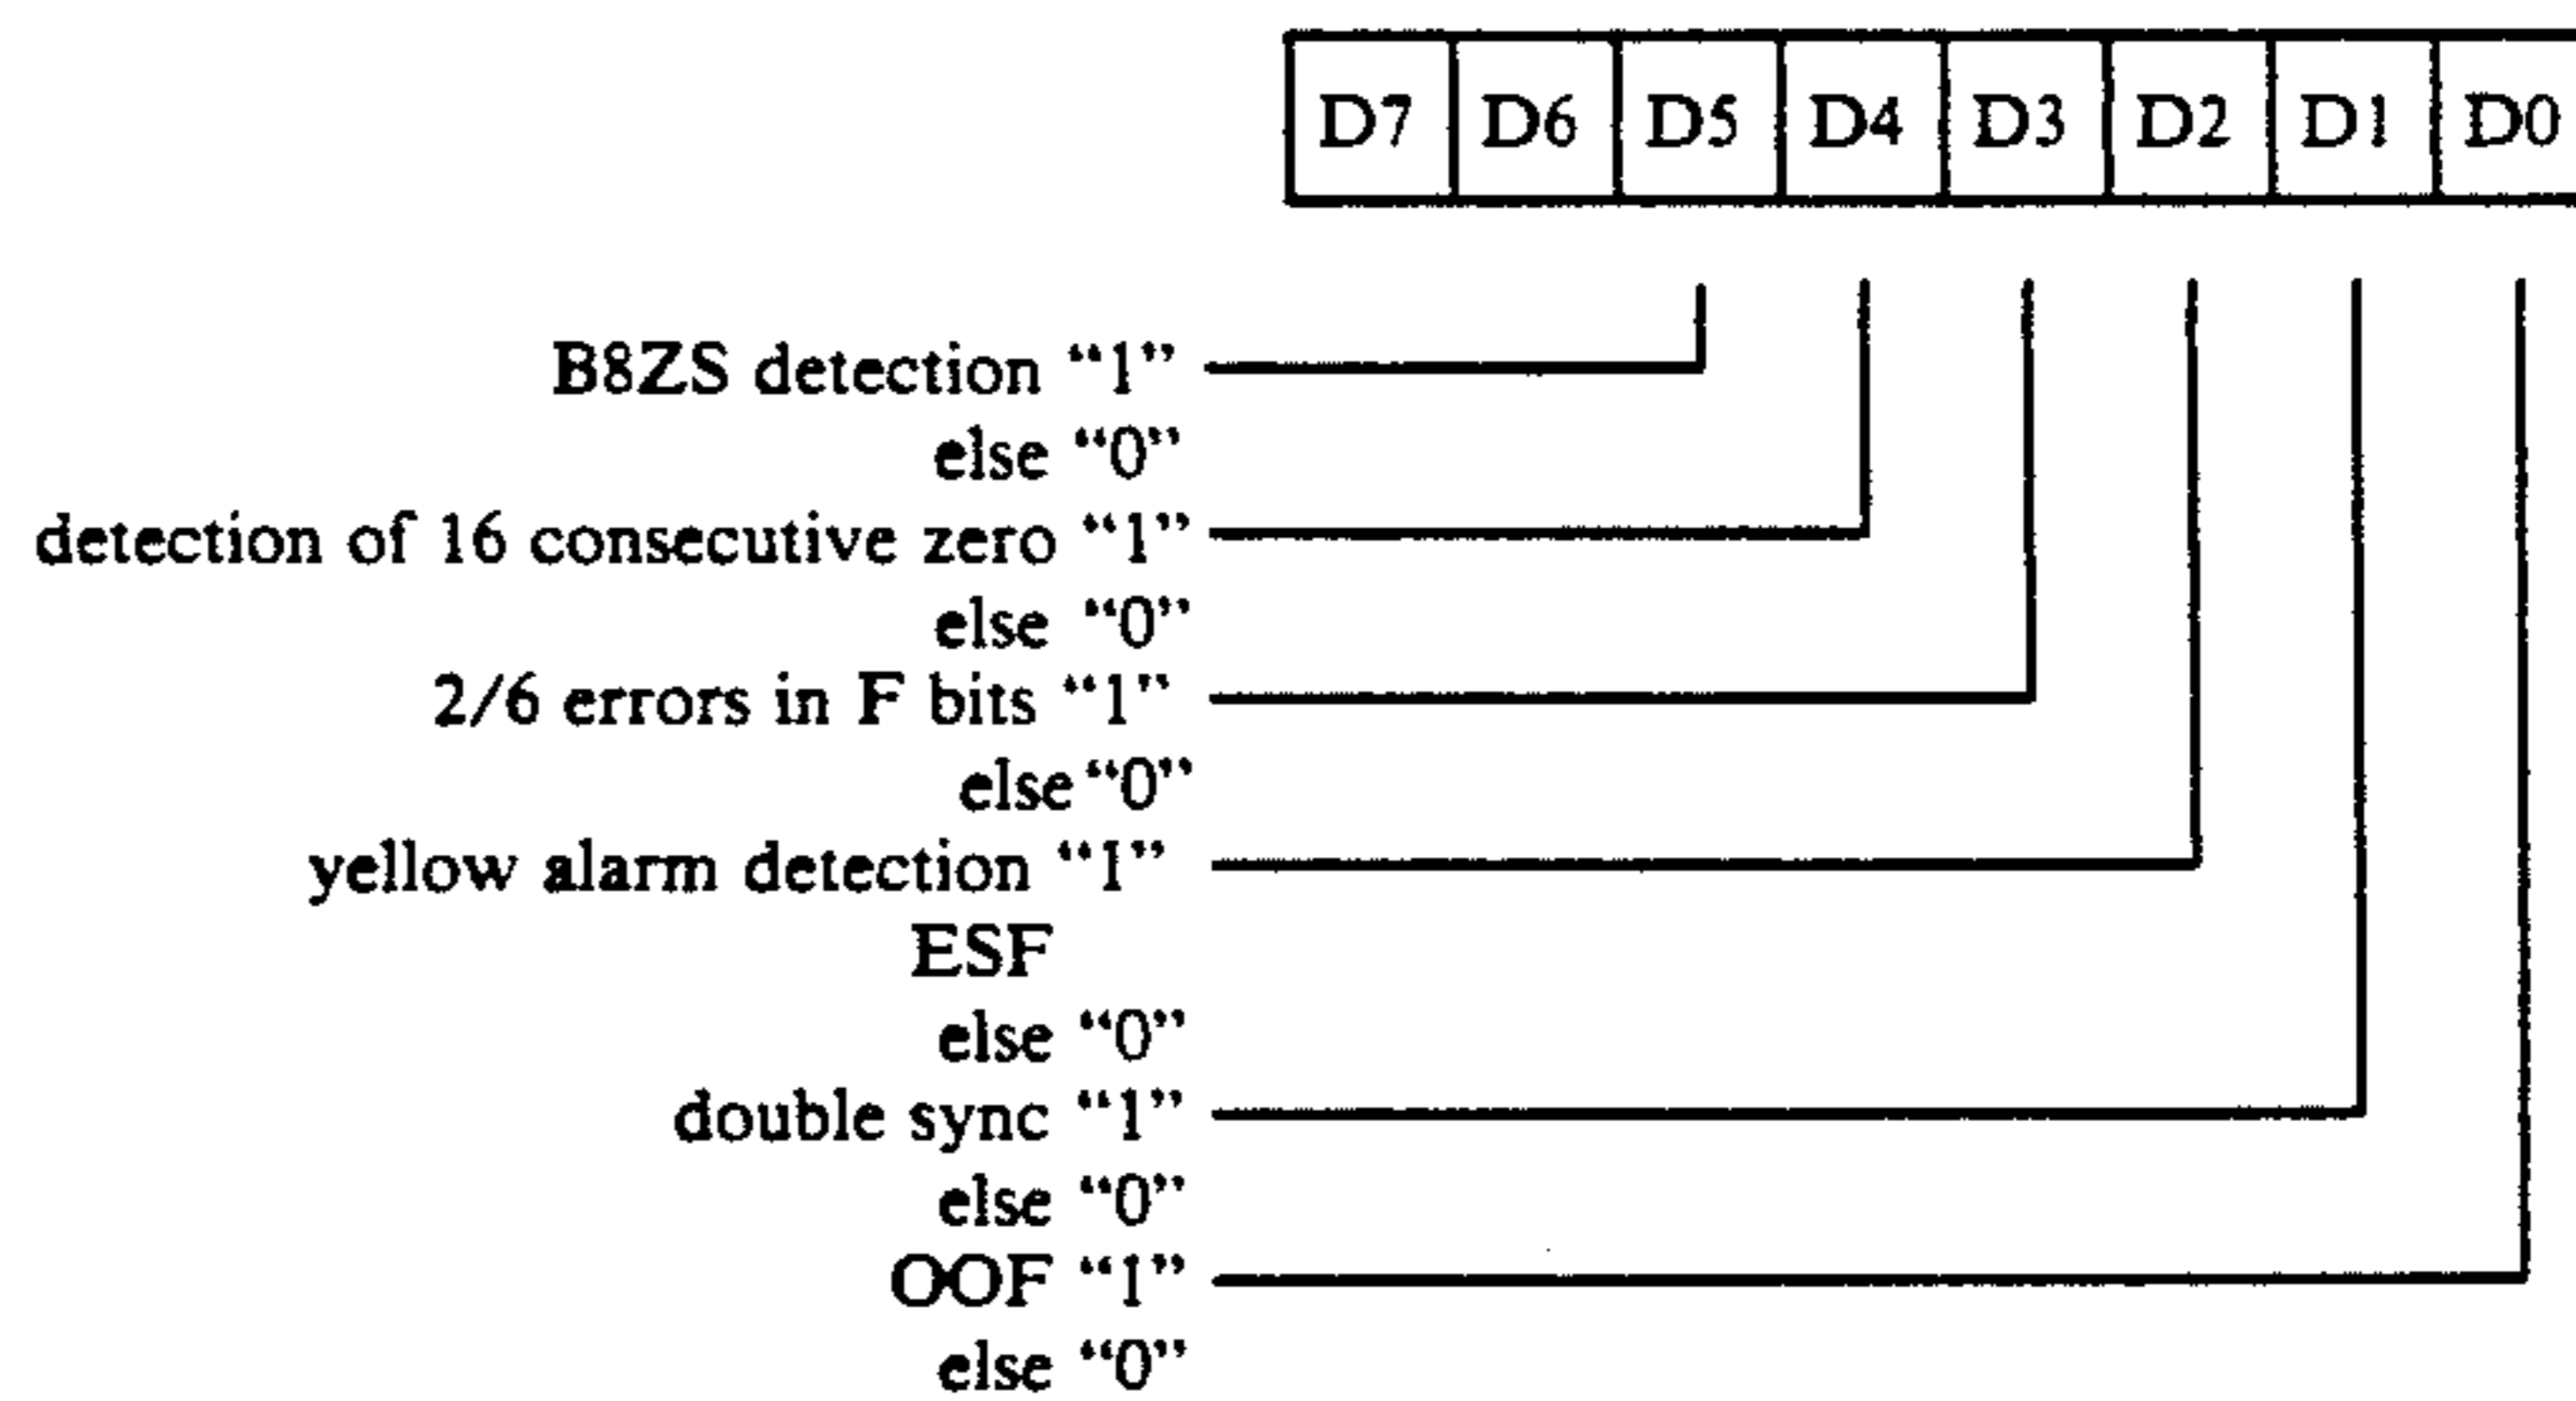 D7 D6 D5 D4 D3 D2 D1 D0
B8ZS detection “1”
else “0”
detection of 16 consecutive zero “1”
else “0”
2/6 errors in F bits “1”
else “0”
yellow alarm detection “1”
ESF
else “0”
double sync “1”
else “0”
OOF “1”
else “0”